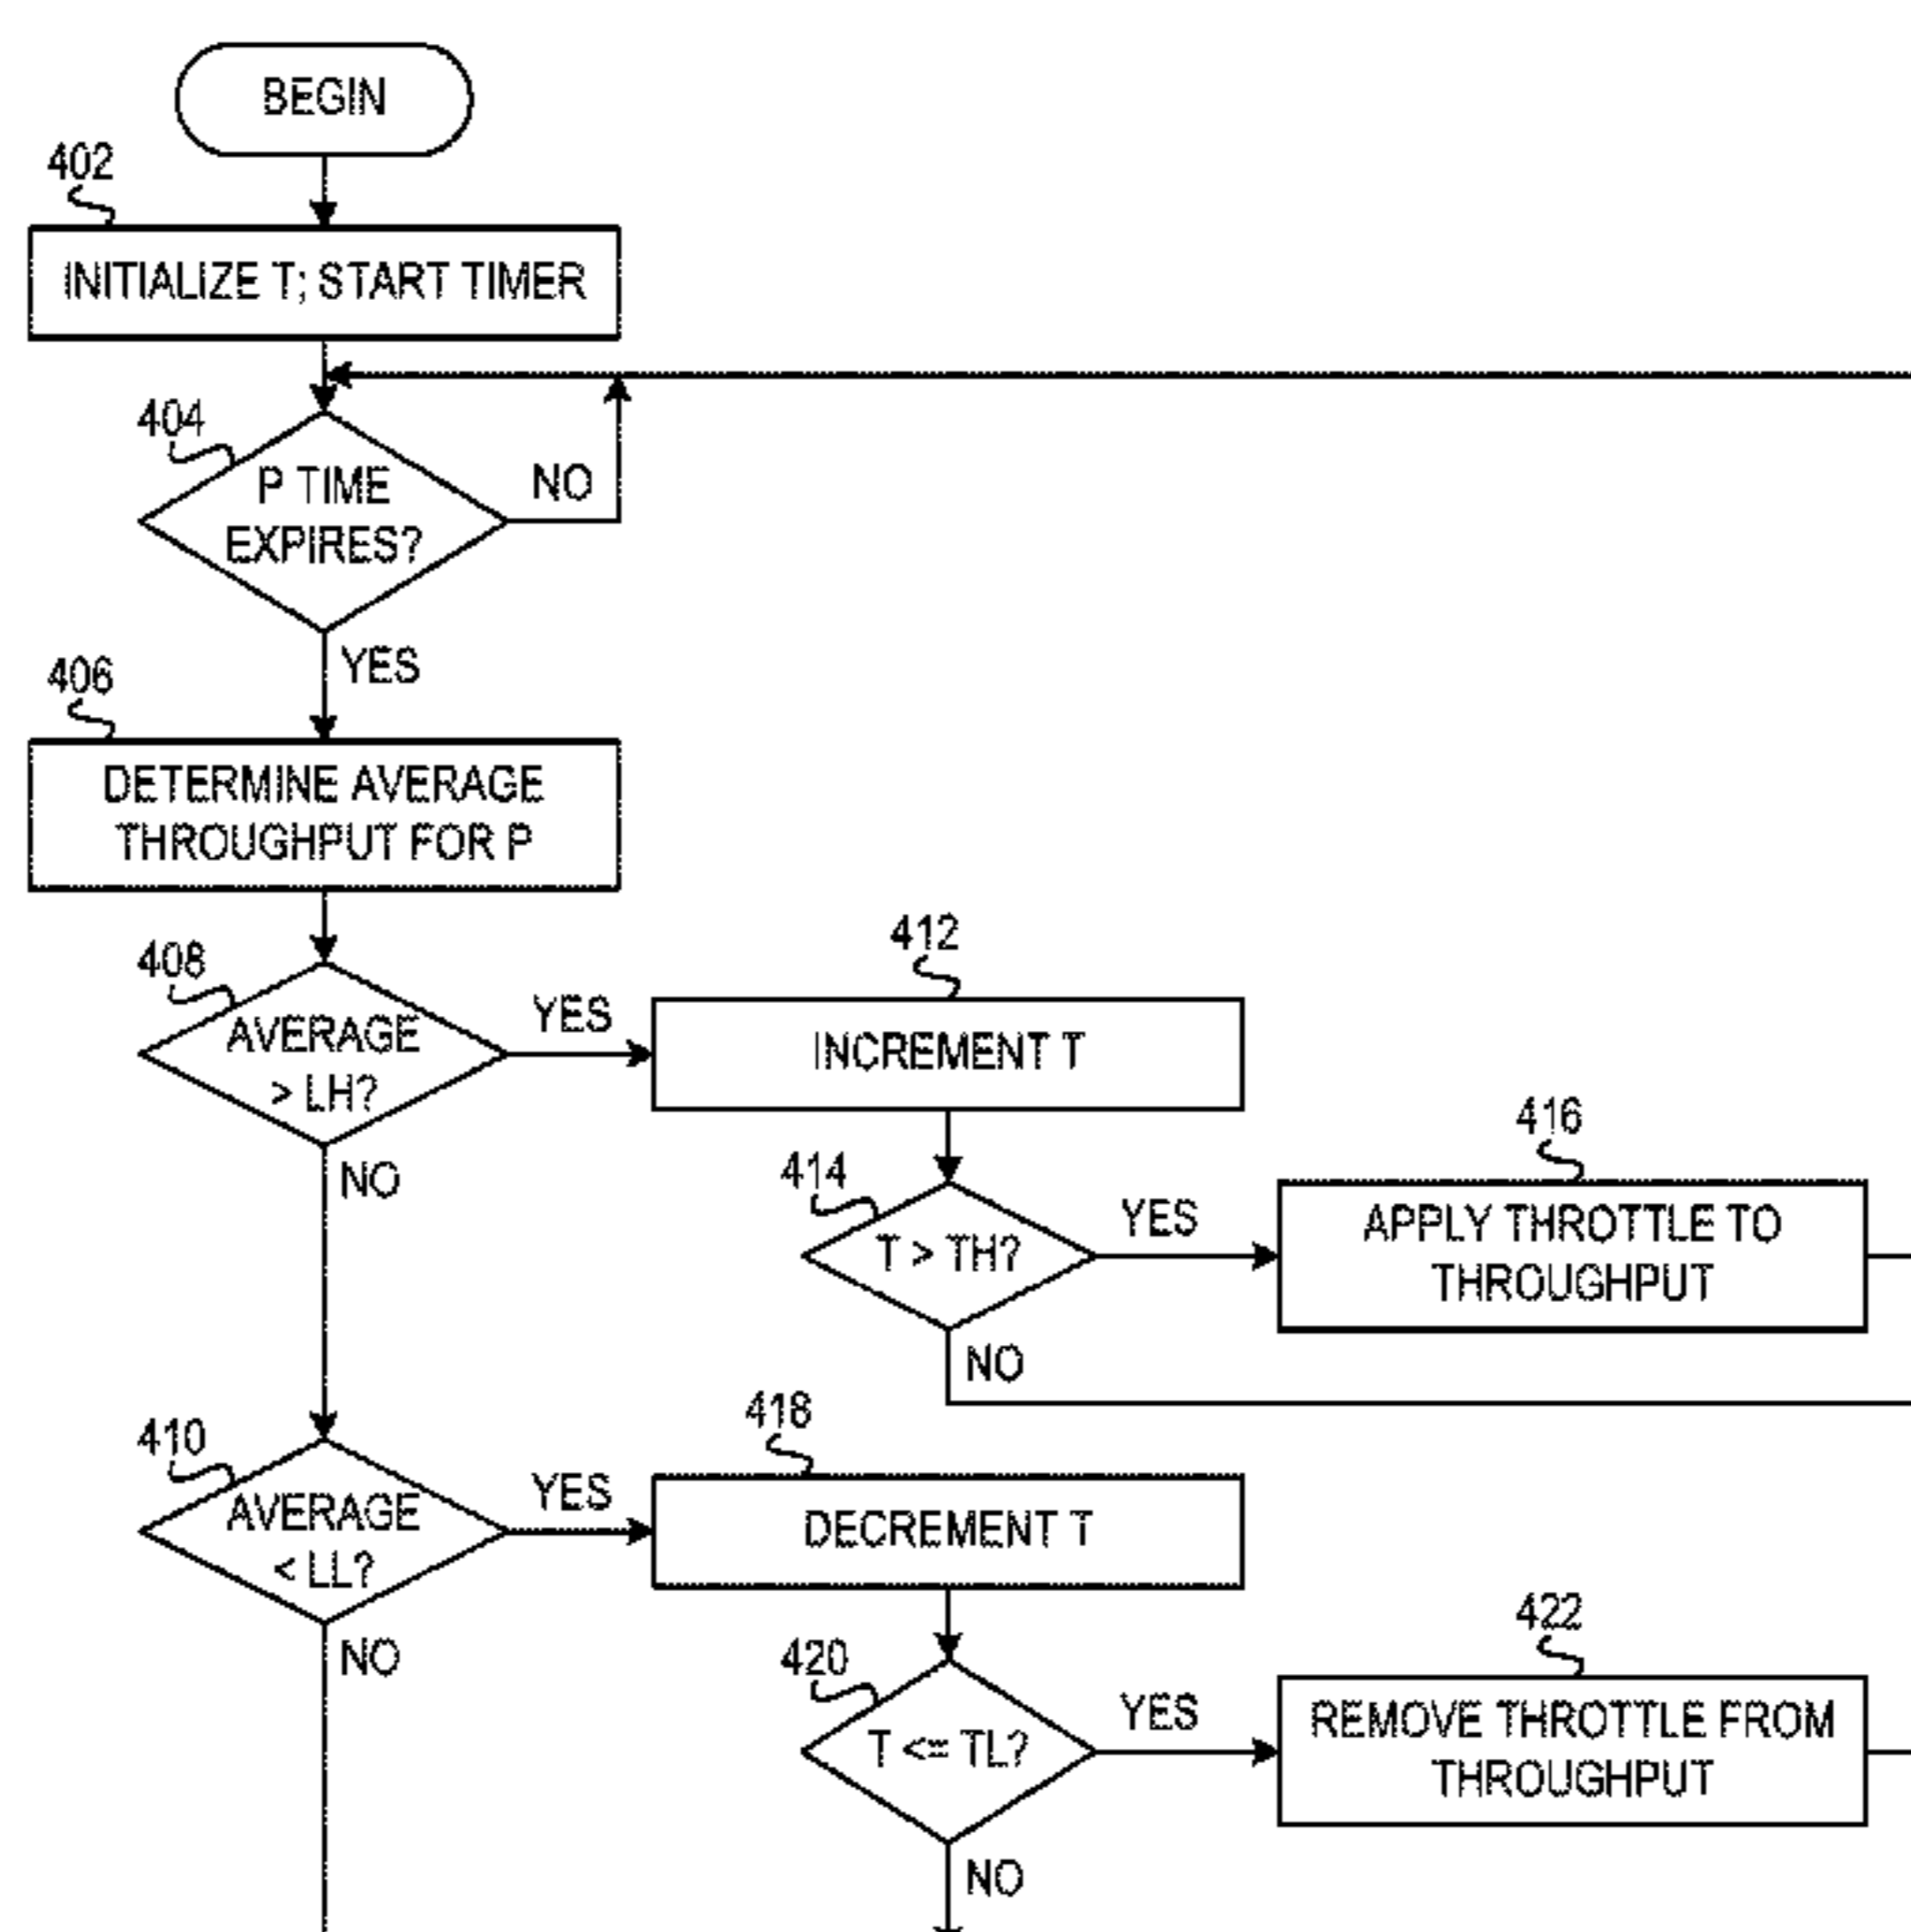 BEGIN
402
INITIALIZE T; START TIMER
404
P TIME
EXPIRES?
NO
YES
406
DETERMINE AVERAGE
THROUGHPUT FOR P
408
AVERAGE
> LH?
YES
NO
412
INCREMENT T
414
T > TH?
YES
NO
416
APPLY THROTTLE TO
THROUGHPUT
410
AVERAGE
< LL?
YES
NO
418
DECREMENT T
420
T <= TL?
YES
NO
422
REMOVE THROTTLE FROM
THROUGHPUT